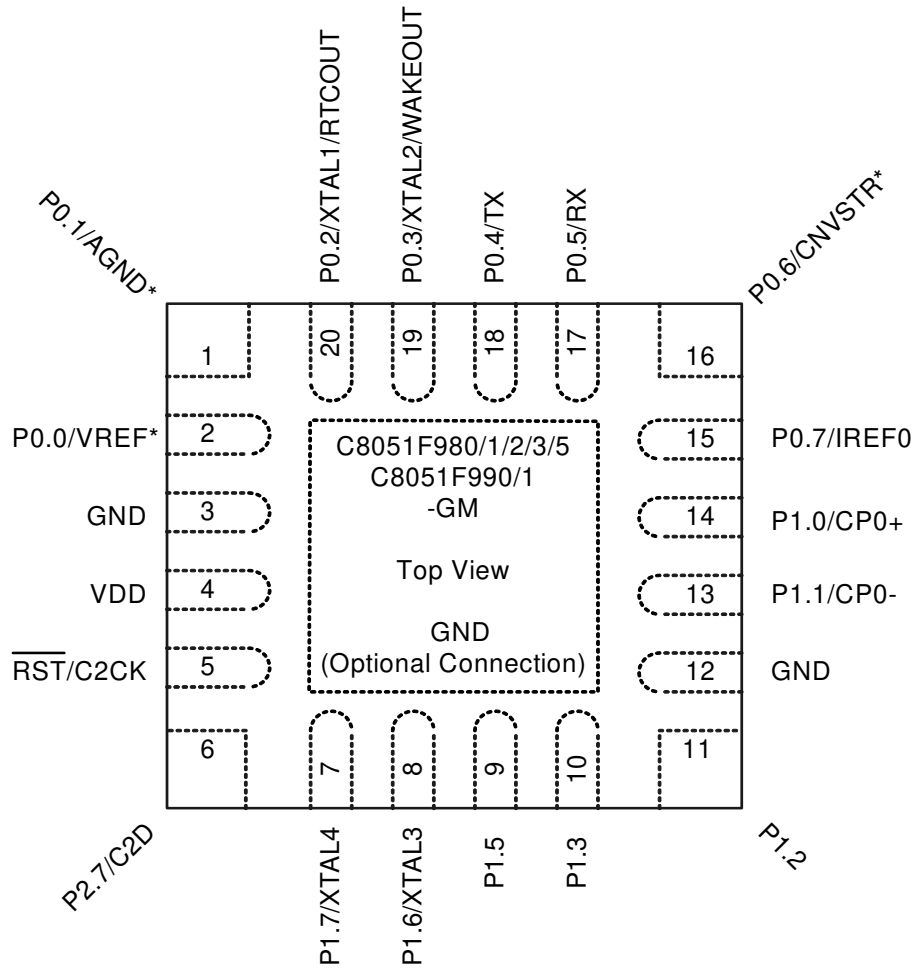 P0.2/XTAL1/RTCOUT
P0.3/XTAL2/WAKEOUT
P0.4/TX
P0.5/RX
P0.1/AGND*
P0.6/CNVSTR*
1
20
19
18
17
16
P0.0/VREF*
2
15
P0.7/IREF0
GND
3
14
P1.0/CP0+
VDD
4
13
P1.1/CP0-
RST/C2CK
5
12
GND
C8051F980/1/2/3/5
C8051F990/1
-GM
Top View
GND
(Optional Connection)
6
7
8
9
10
11
P2.7/C2D
P1.7/XTAL4
P1.6/XTAL3
P1.5
P1.3
P1.2